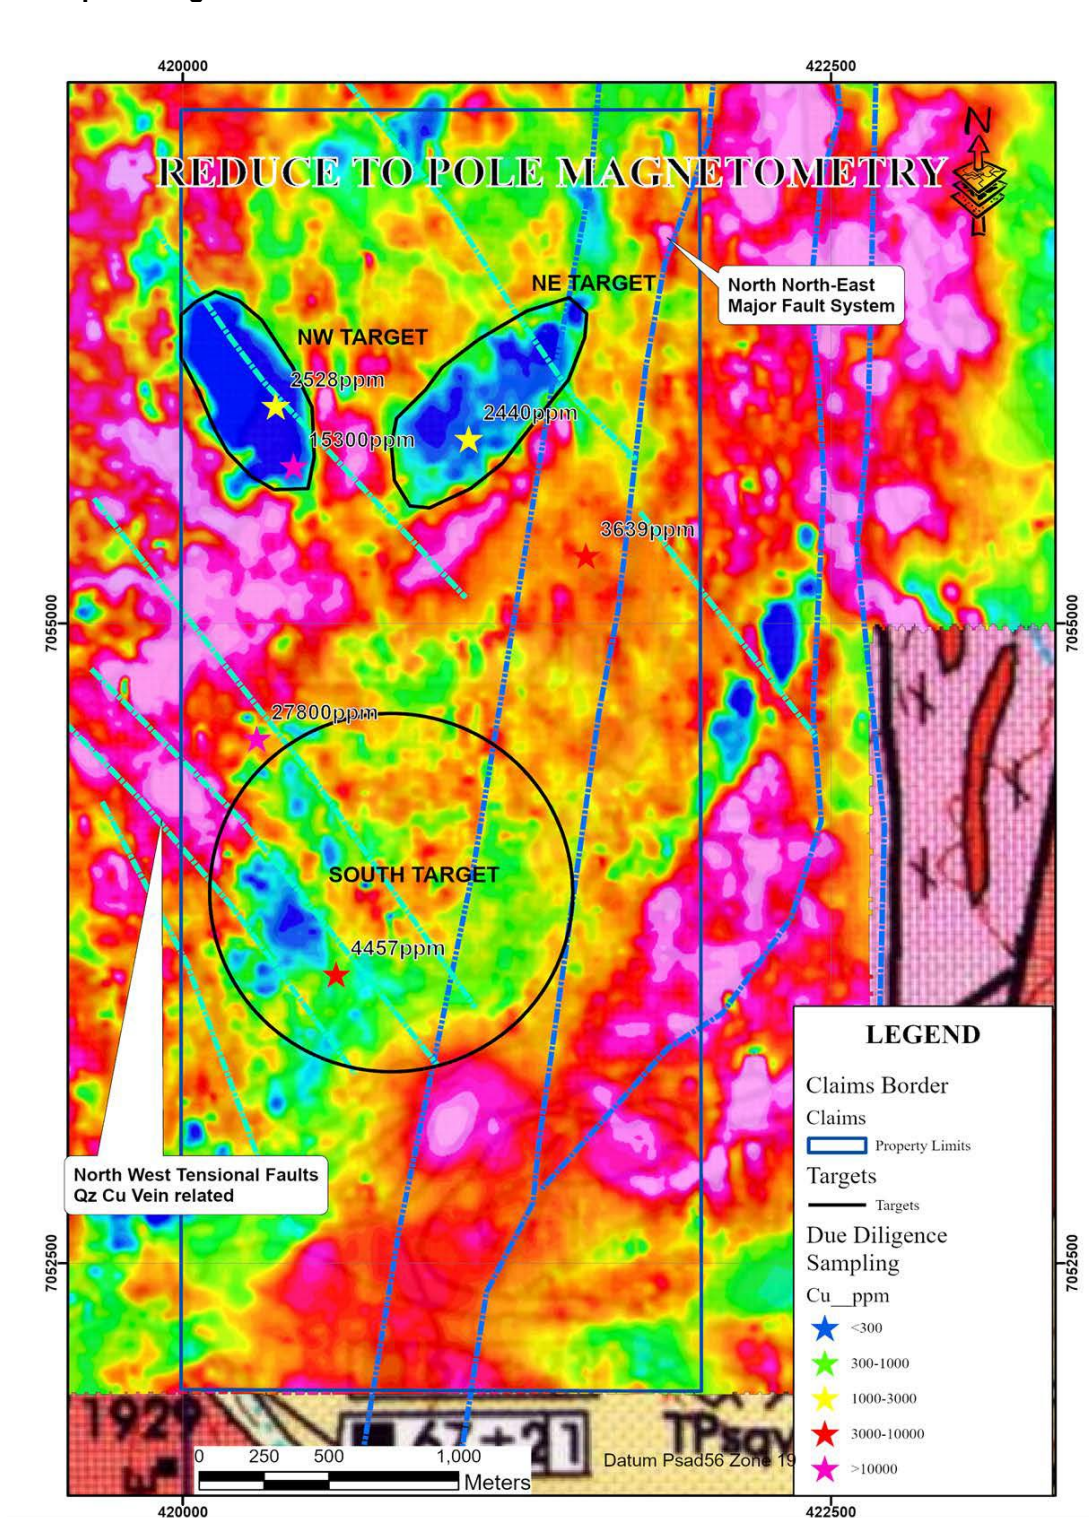 420000
422500
N
REDUCE TO POLE MAGNETOMETRY
NE TARGET
North North-East
Major Fault System
NW TARGET
2528ppm
2440ppm
15300ppm
3639ppm
7055000
7055000
27800ppm
SOUTH TARGET
4457ppm
North West Tensional Faults
Qz Cu Vein related
7052500
7052500
LEGEND
Claims Border
Claims
Property Limits
Targets
Targets
Due Diligence
Sampling
Cu__ppm
<300
300-1000
1000-3000
3000-10000
>10000
1929
TPsqv
0
250
500
1,000
Meters
Datum Psad56 Zone 19
420000
422500